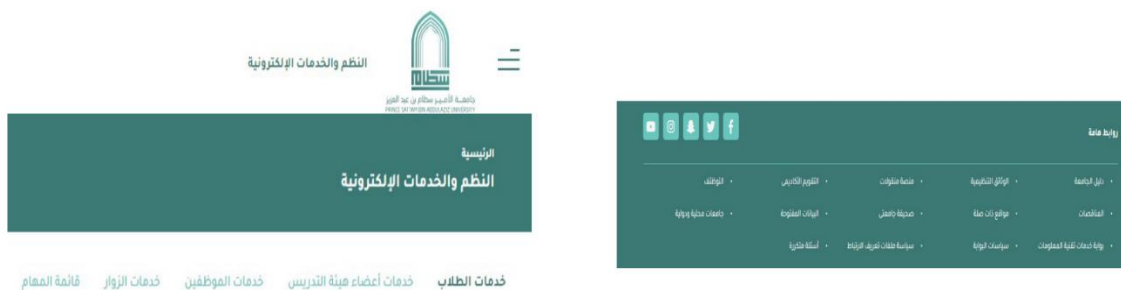 النظم والخدمات الإلكترونية
سطام
جامعة الأمير سطام بن عبد العزيز
PRINCE SATTAM BIN ABDULAZIZ UNIVERSITY
الرئيسية
النظم والخدمات الإلكترونية
خدمات الطلاب خدمات أعضاء هيئة التدريس خدمات الموظفين خدمات الزوار قائمة المهام
روابط هامة
دليل الجامعة الوثائق التنظيمية منصة منقولات التقويم الأكاديمي التوظف
المناقصات مواقع ذات صلة صحيفة جامعتي البيانات المفتوحة جامعات محلية ودولية
بوابة خدمات تقنية المعلومات سياسات البوابة سياسة ملفات تعريف الارتباط أسئلة متكررة